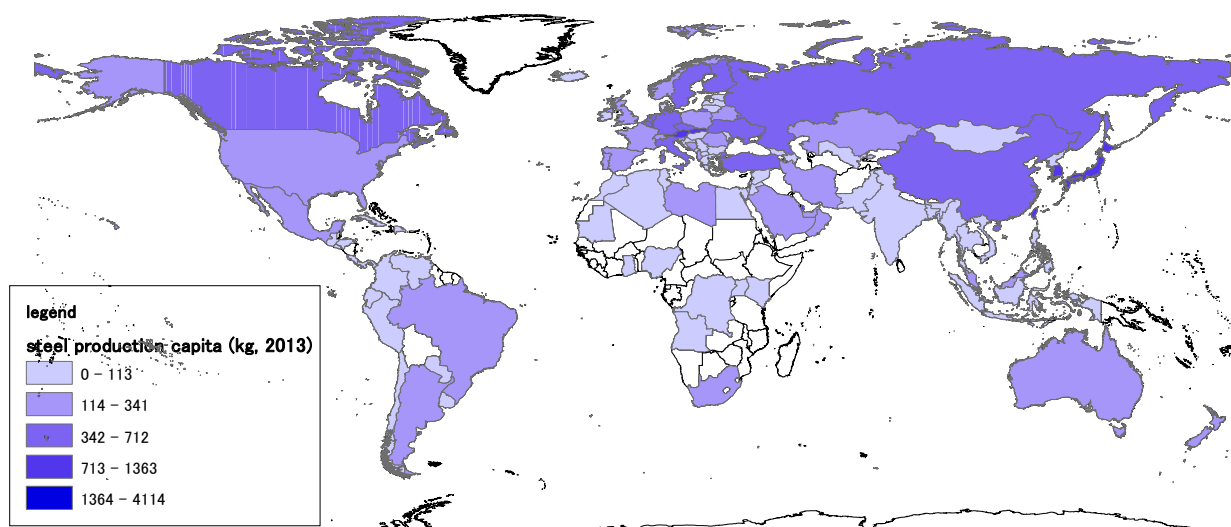 legend
steel production capita (kg, 2013)
0 - 113
114 - 341
342 - 712
713 - 1363
1364 - 4114